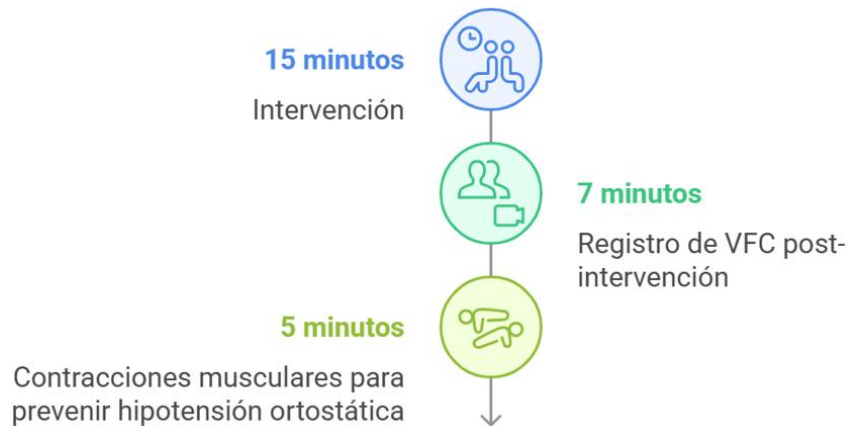 15 minutos
Intervención
7 minutos
Registro de VFC post-
intervención
5 minutos
Contracciones musculares para
prevenir hipotensión ortostática